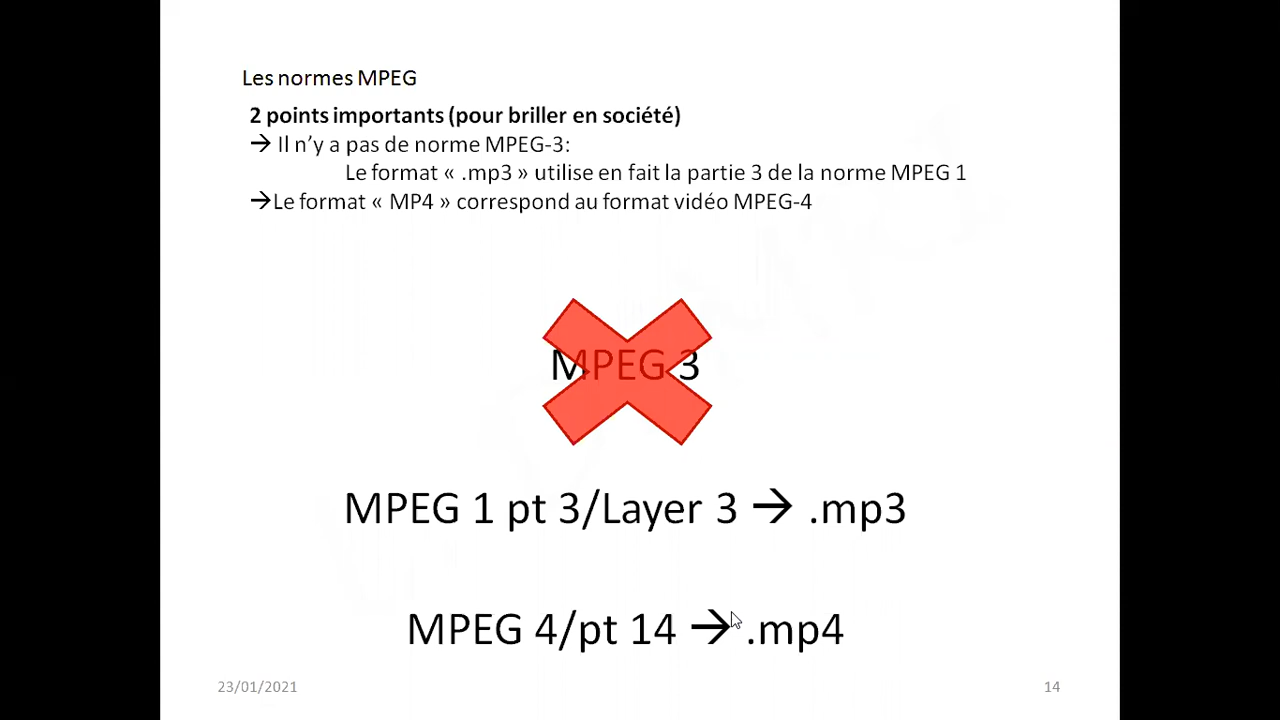 Les normes MPEG
2 points importants (pour briller en société)
→ Il n'y a pas de norme MPEG-3:
Le format « .mp3 » utilise en fait la partie 3 de la norme MPEG 1
→Le format « MP4 » correspond au format vidéo MPEG-4
MPEG 3
MPEG 1 pt 3/Layer 3 → .mp3
MPEG 4/pt 14 → .mp4
23/01/2021
14